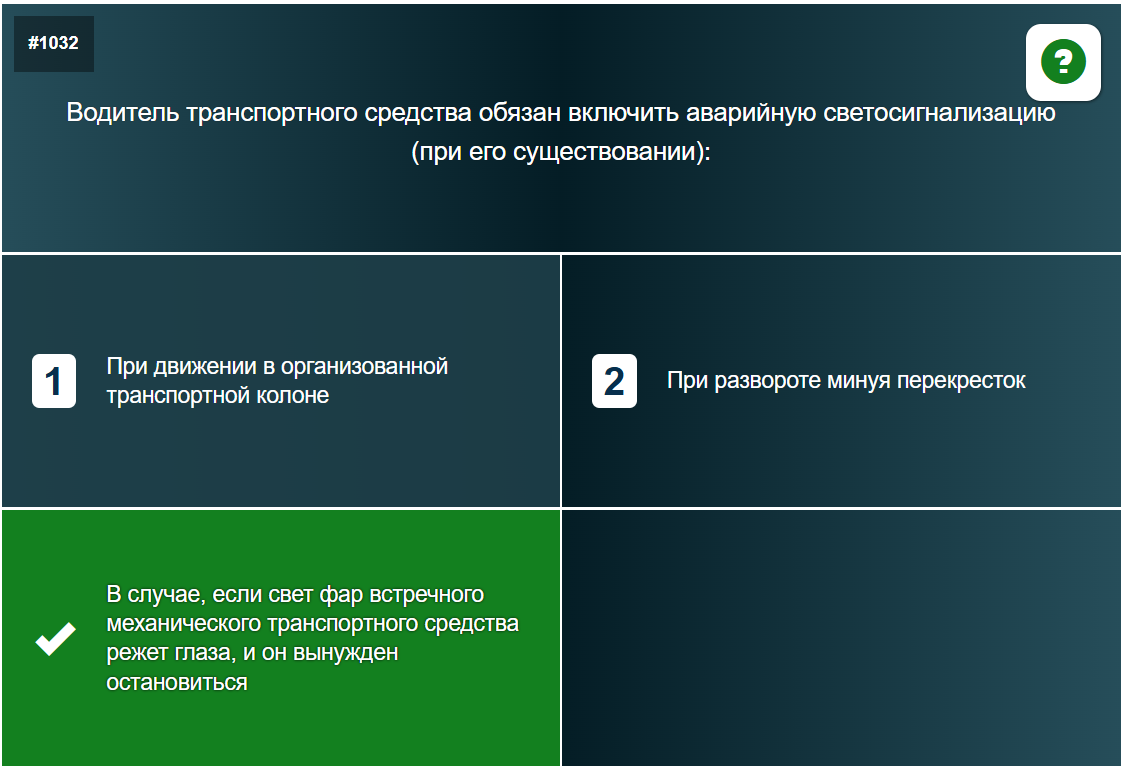 #1032
?
Водитель транспортного средства обязан включить аварийную светосигнализацию
(при его существовании):
1
При движении в организованной
транспортной колоне
2
При развороте минуя перекресток
В случае, если свет фар встречного
механического транспортного средства
режет глаза, и он вынужден
остановиться